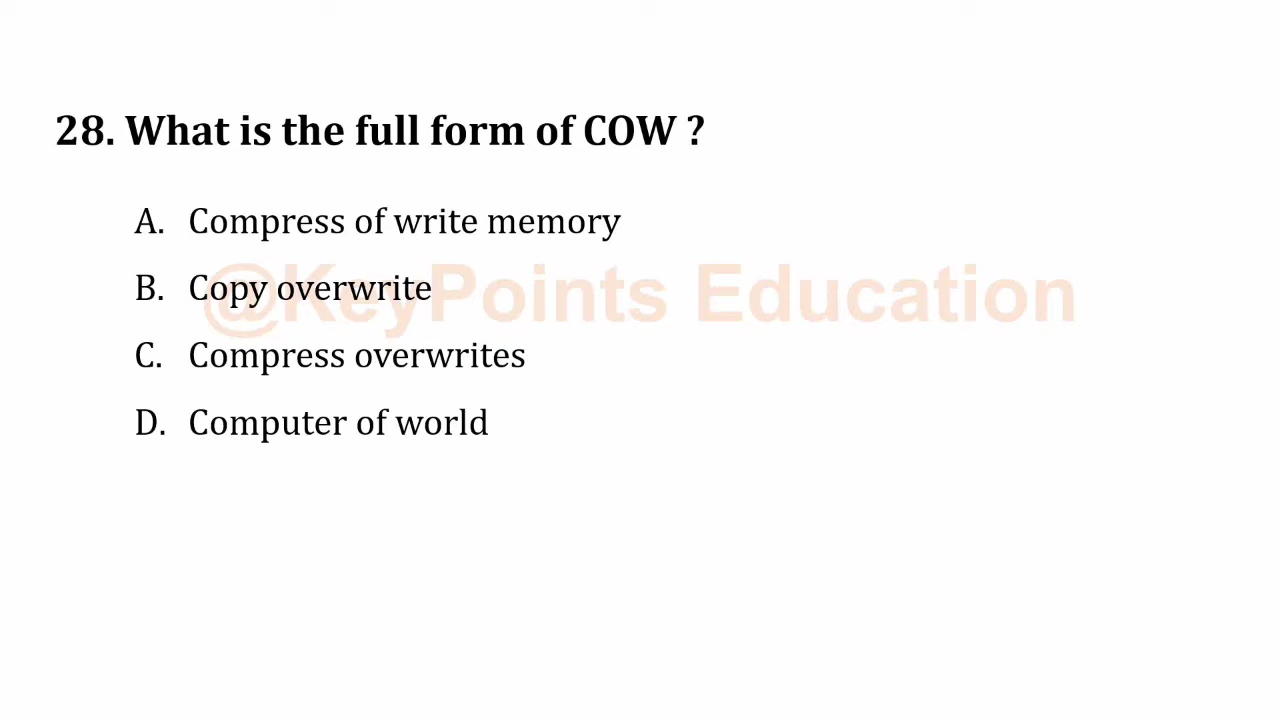 28. What is the full form of COW ?
A. Compress of write memory
B. Copy overwrite
@KeyPoints Education
C. Compress overwrites
D. Computer of world